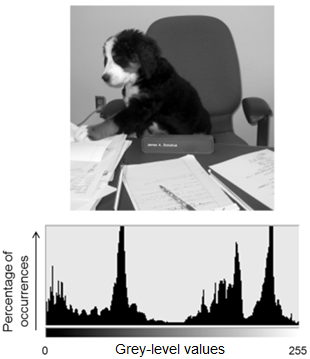 Percentage of
occurrences
0
Grey-level values
255